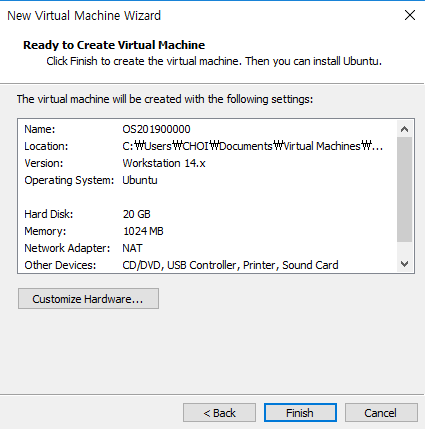 New Virtual Machine Wizard
Ready to Create Virtual Machine
Click Finish to create the virtual machine. Then you can install Ubuntu.
The virtual machine will be created with the following settings:
Name: OS201900000
Location: C:₩Users₩CHOI₩Documents₩Virtual Machines₩...
Version: Workstation 14.x
Operating System: Ubuntu
Hard Disk: 20 GB
Memory: 1024 MB
Network Adapter: NAT
Other Devices: CD/DVD, USB Controller, Printer, Sound Card
Customize Hardware...
< Back Finish Cancel